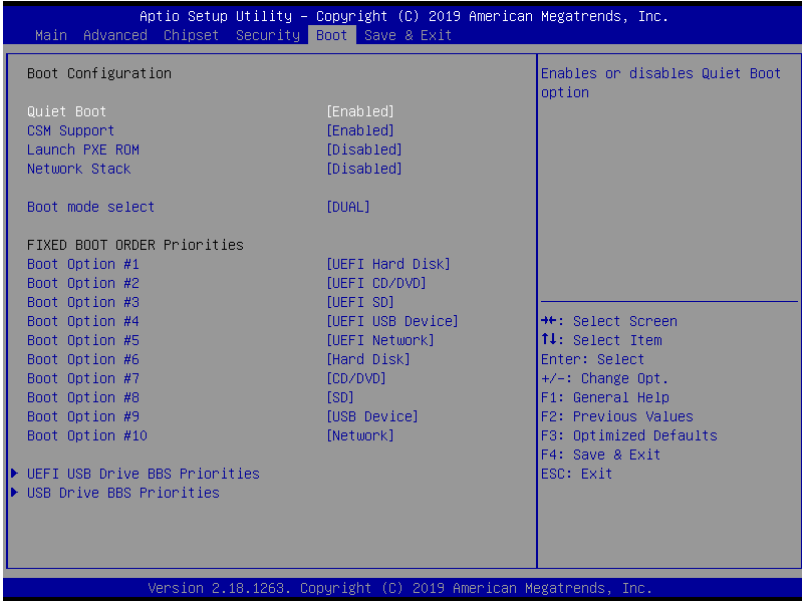 Aptio Setup Utility – Copyright (C) 2019 American Megatrends, Inc.
Main Advanced Chipset Security Boot Save & Exit
Boot Configuration
Quiet Boot [Enabled]
CSM Support [Enabled]
Launch PXE ROM [Disabled]
Network Stack [Disabled]
Boot mode select [DUAL]
FIXED BOOT ORDER Priorities
Boot Option #1 [UEFI Hard Disk]
Boot Option #2 [UEFI CD/DVD]
Boot Option #3 [UEFI SD]
Boot Option #4 [UEFI USB Device]
Boot Option #5 [UEFI Network]
Boot Option #6 [Hard Disk]
Boot Option #7 [CD/DVD]
Boot Option #8 [SD]
Boot Option #9 [USB Device]
Boot Option #10 [Network]
UEFI USB Drive BBS Priorities
USB Drive BBS Priorities
Enables or disables Quiet Boot
option
→←: Select Screen
↑↓: Select Item
Enter: Select
+/-: Change Opt.
F1: General Help
F2: Previous Values
F3: Optimized Defaults
F4: Save & Exit
ESC: Exit
Version 2.18.1263. Copyright (C) 2019 American Megatrends, Inc.